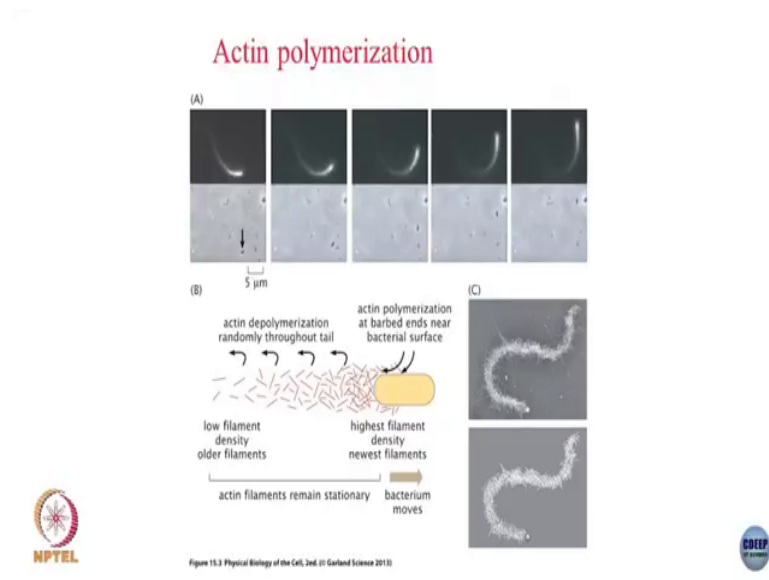 Actin polymerization
(A)
5 μm
(B)
actin depolymerization
randomly throughout tail
actin polymerization
at barbed ends near
bacterial surface
(C)
low filament
density
older filaments
highest filament
density
newest filaments
actin filaments remain stationary
bacterium
moves
NPTEL
CDEEP
Figure 15.3 Physical Biology of the Cell, 2ed. (© Garland Science 2013)